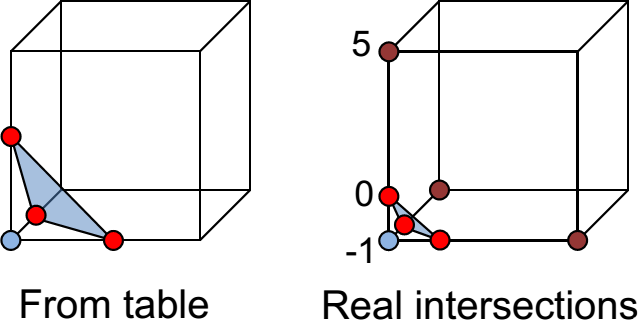 5
0
-1
From table
Real intersections